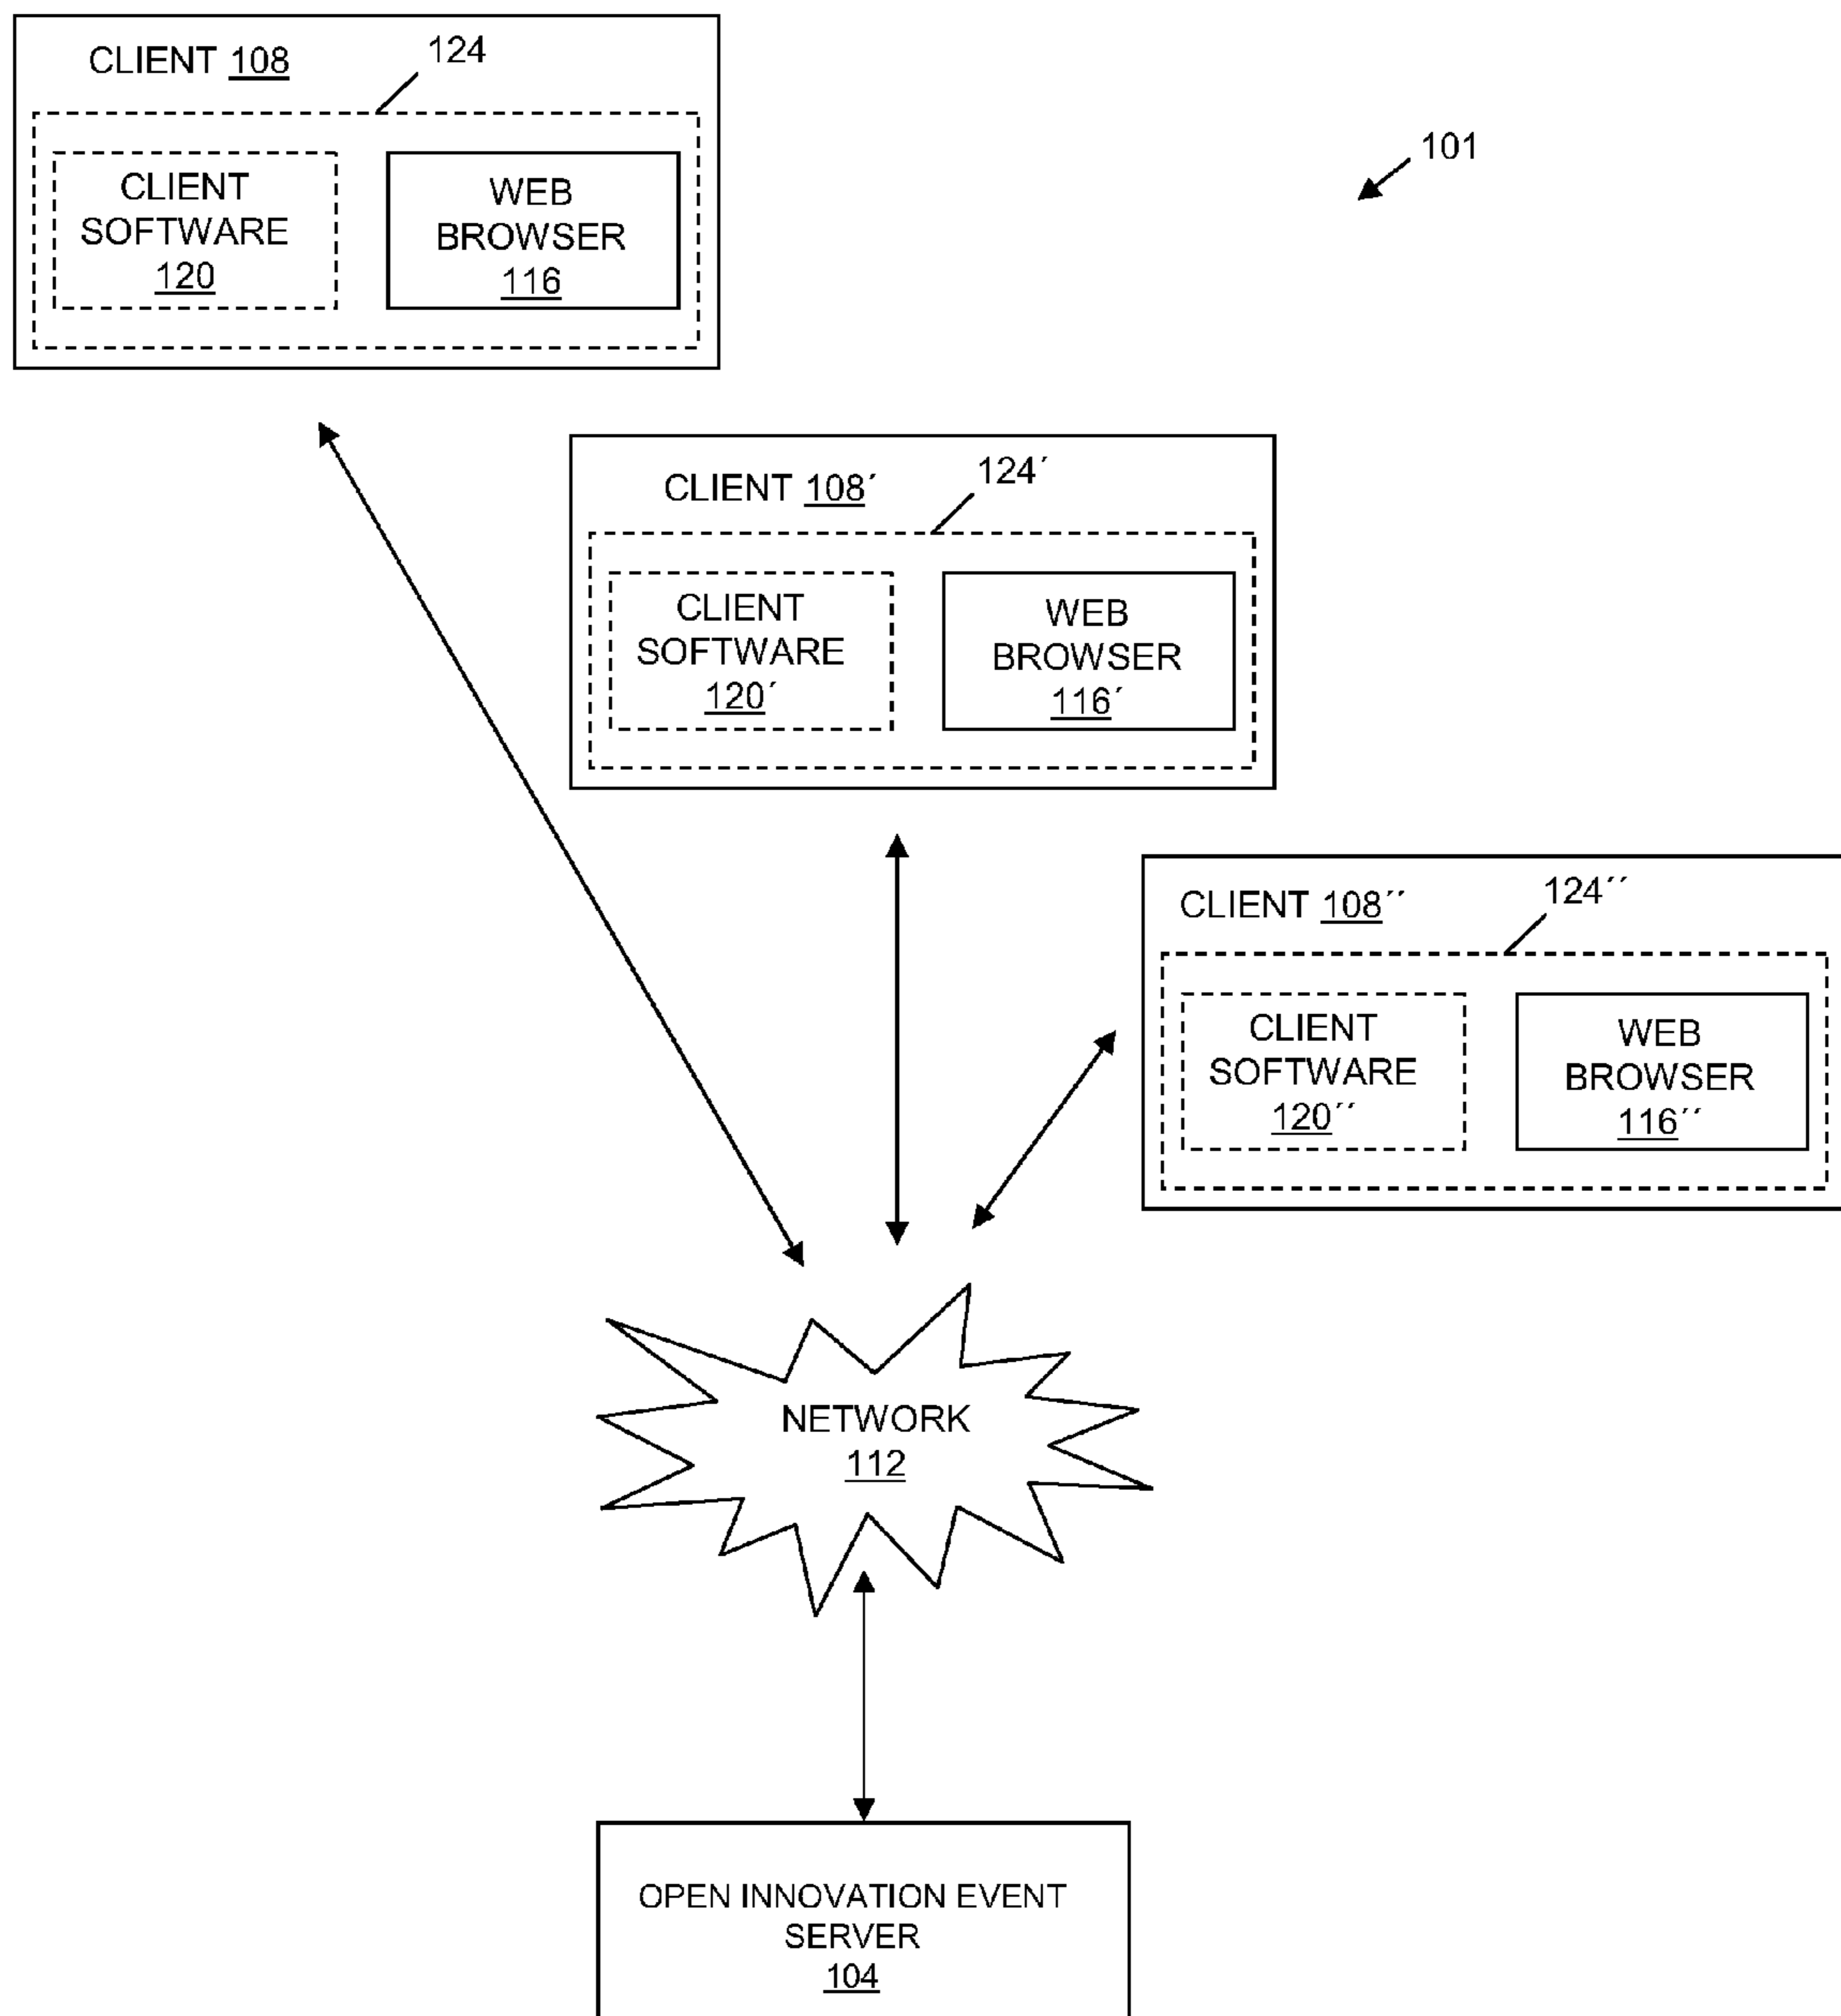 CLIENT 108
124
CLIENT
SOFTWARE
120
WEB
BROWSER
116
101
CLIENT 108´
124´
CLIENT
SOFTWARE
120´
WEB
BROWSER
116´
CLIENT 108´´
124´´
CLIENT
SOFTWARE
120´´
WEB
BROWSER
116´´
NETWORK
112
OPEN INNOVATION EVENT
SERVER
104